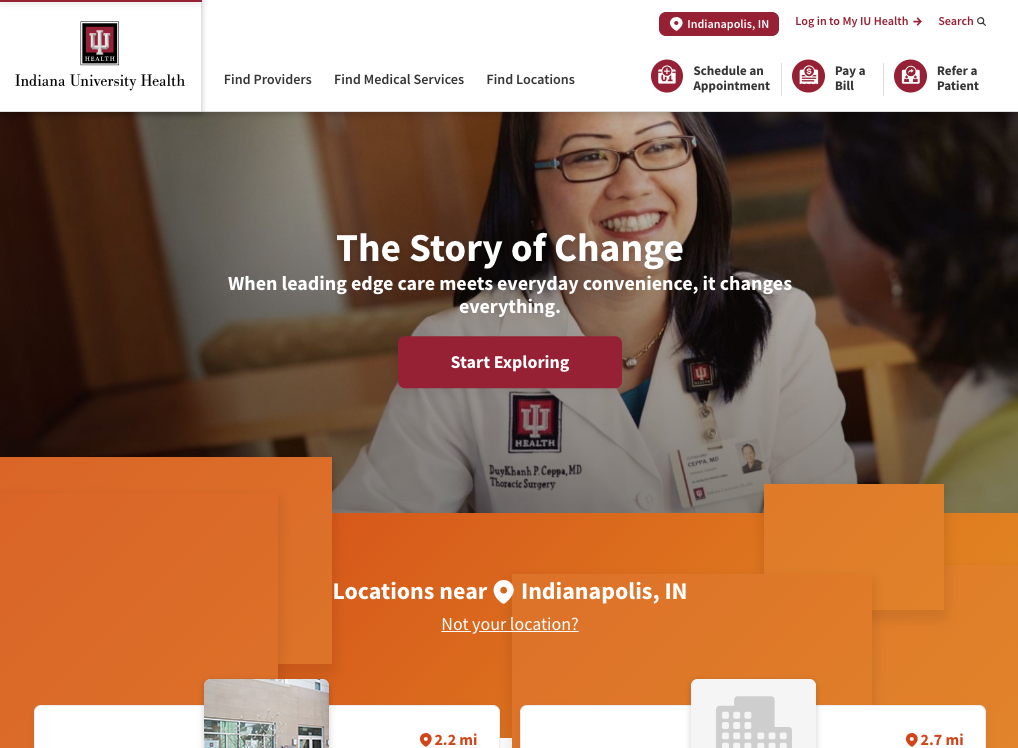 HEALTH
Indiana University Health
Indianapolis, IN
Log in to My IU Health
Search
Find Providers
Find Medical Services
Find Locations
Schedule an
Appointment
Pay a
Bill
Refer a
Patient
The Story of Change
When leading edge care meets everyday convenience, it changes
everything.
Start Exploring
HEALTH
DuyKhanh P. Ceppa, MD
Thoracic Surgery
CEPPA, MD
Locations near Indianapolis, IN
Not your location?
2.2 mi
2.7 mi